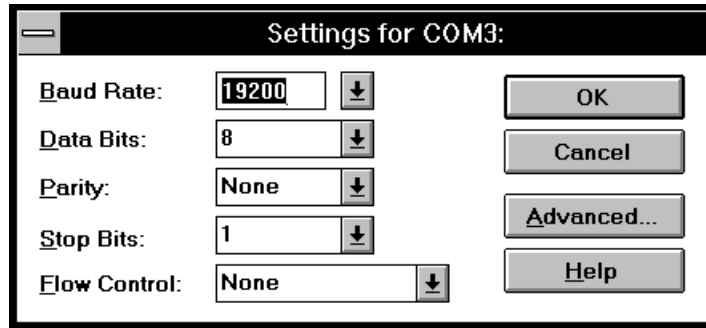 Settings for COM3:
Baud Rate: 19200
OK
Data Bits: 8
Cancel
Parity: None
Advanced...
Stop Bits: 1
Help
Flow Control: None